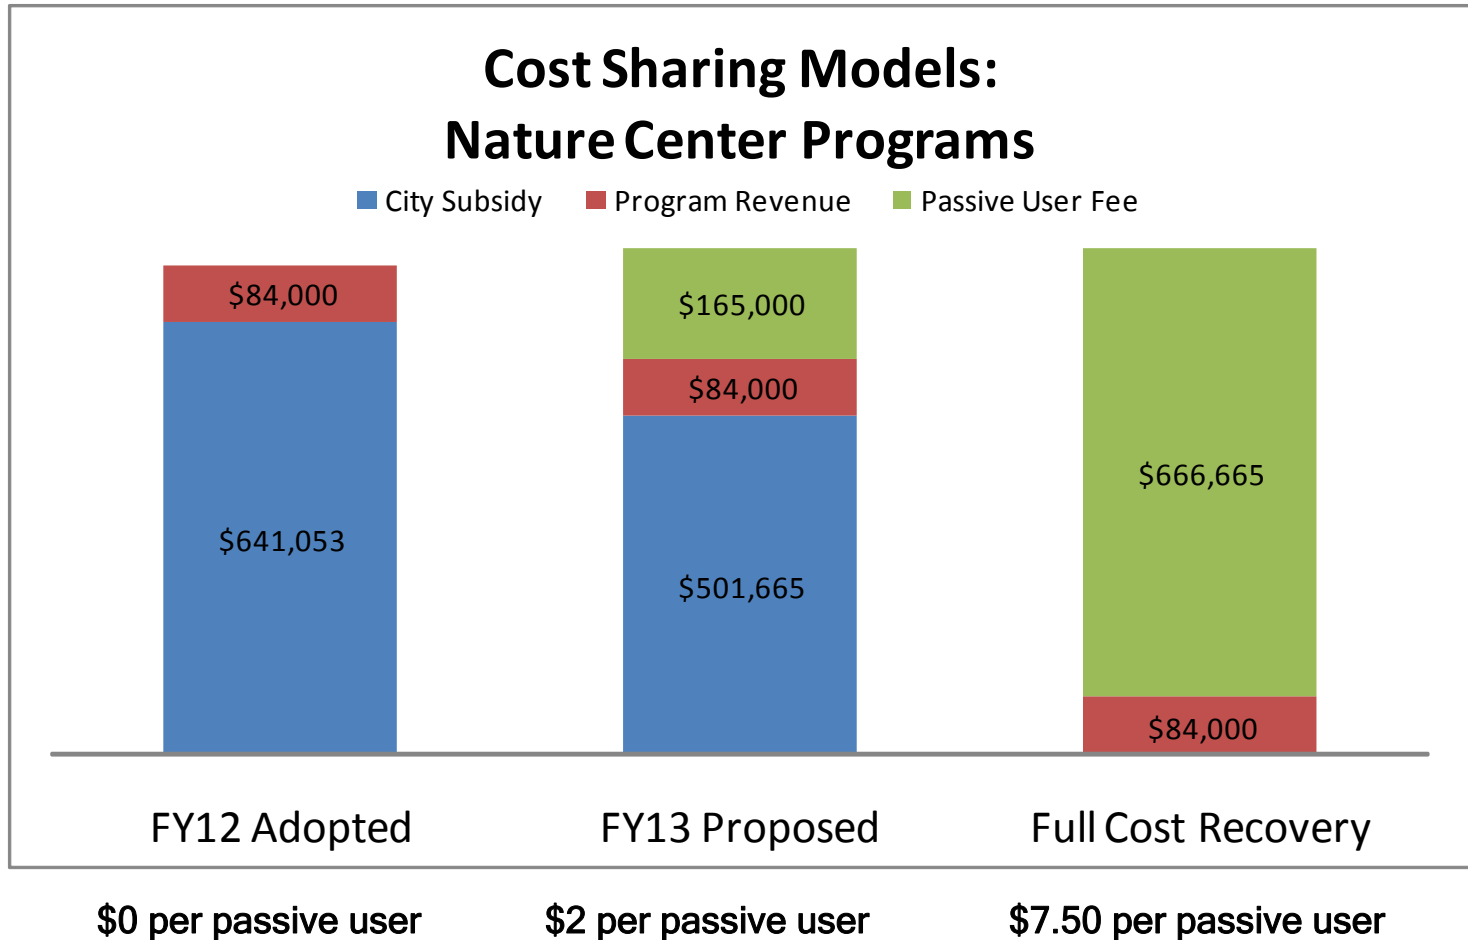 Cost Sharing Models:
Nature Center Programs
City Subsidy Program Revenue Passive User Fee
$84,000
$641,053
$165,000
$84,000
$501,665
$666,665
$84,000
FY12 Adopted FY13 Proposed Full Cost Recovery
$0 per passive user $2 per passive user $7.50 per passive user